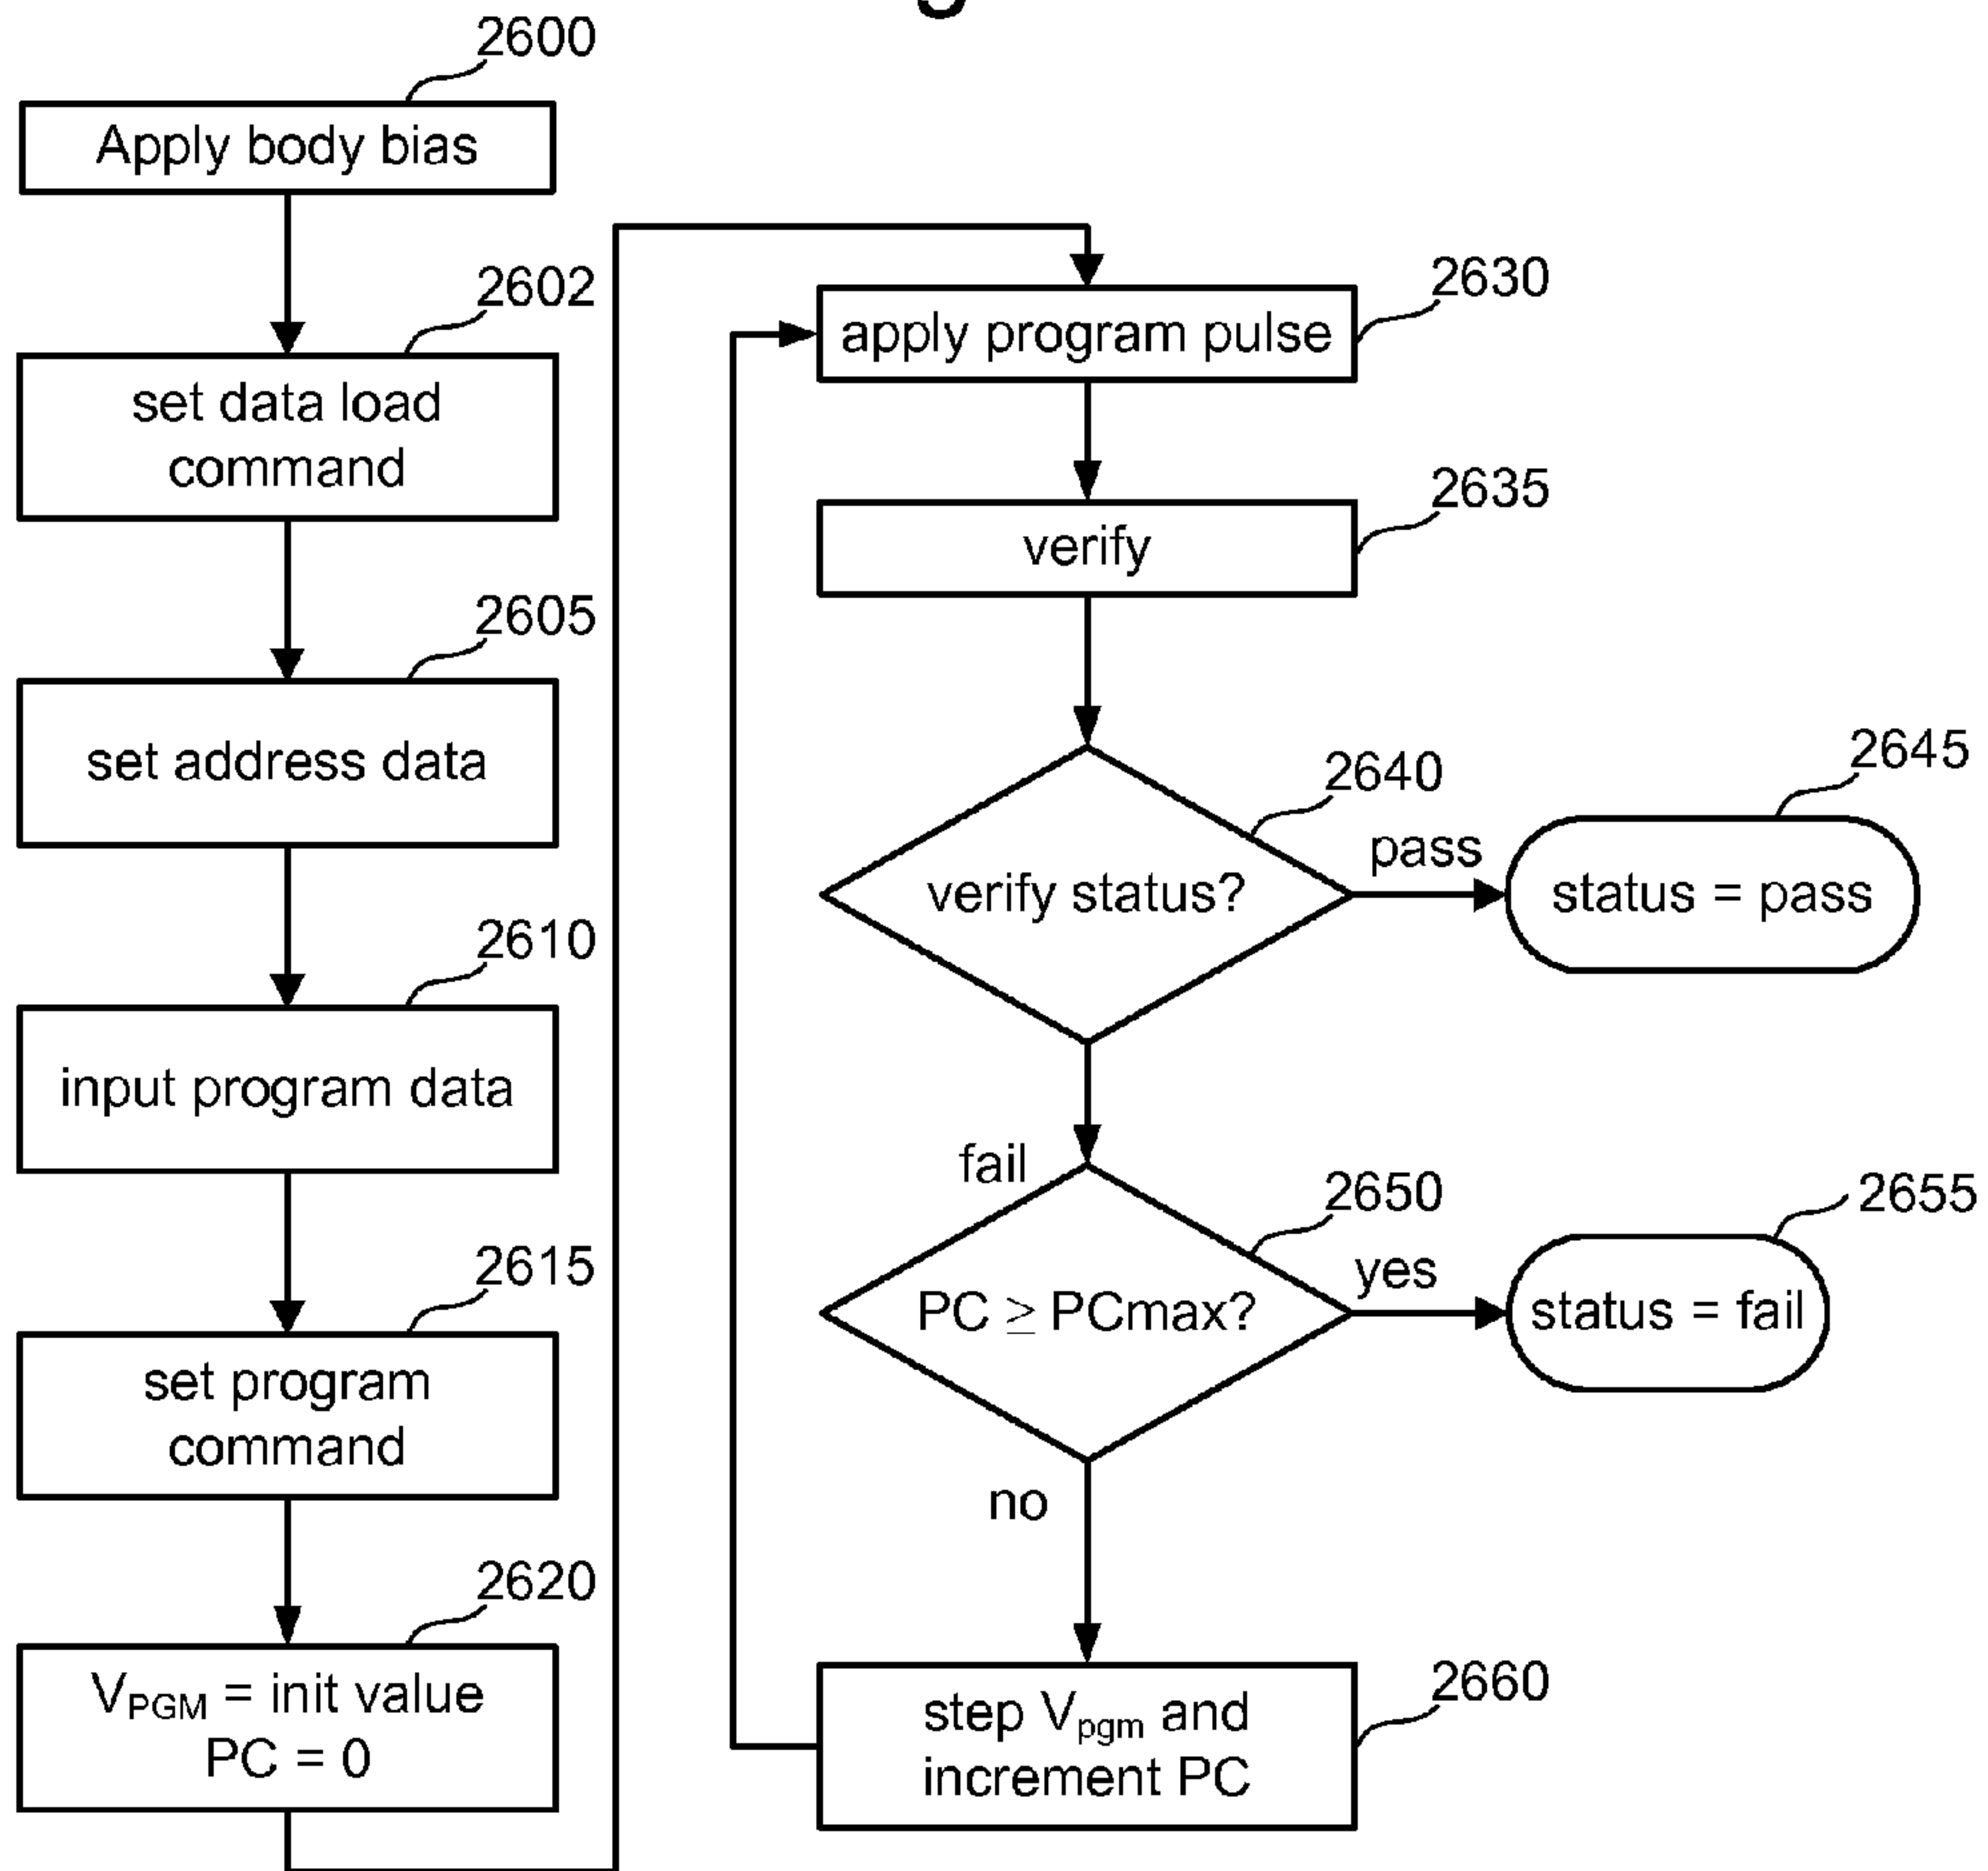 2600
Apply body bias
2602
set data load
command
2605
set address data
2610
input program data
2615
set program
command
2620
V_PGM = init value
PC = 0
2630
apply program pulse
2635
verify
2640
verify status?
pass
2645
status = pass
fail
2650
PC ≥ PCmax?
yes
2655
status = fail
no
2660
step V_pgm and
increment PC